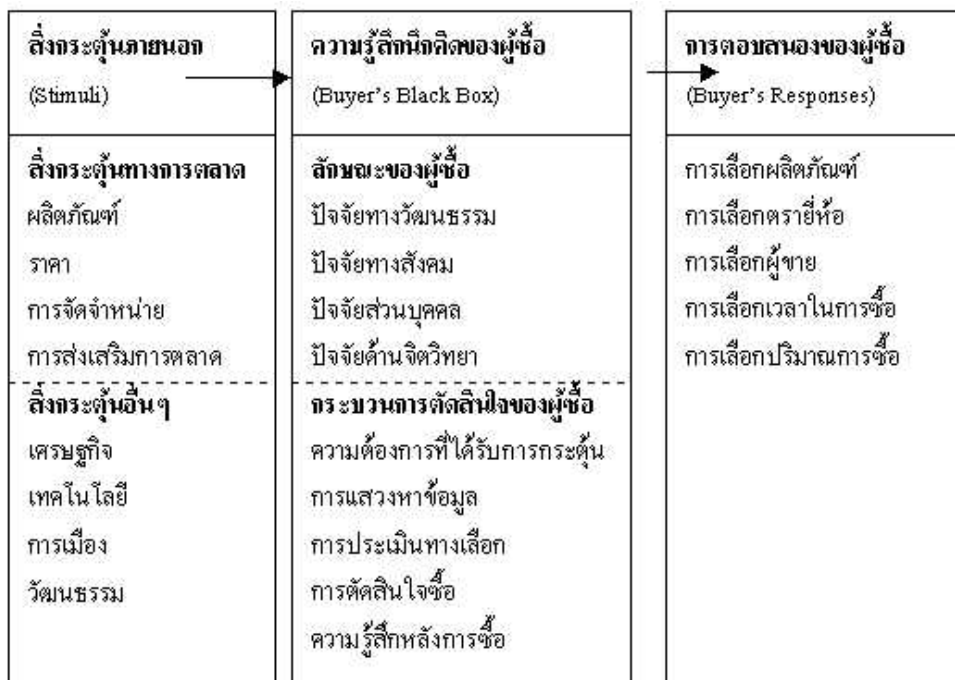 สิ่งกระตุ้นภายนอก
(Stimuli)
สิ่งกระตุ้นทางการตลาด
ผลิตภัณฑ์
ราคา
การจัดจำหน่าย
การส่งเสริมการตลาด
สิ่งกระตุ้นอื่นๆ
เศรษฐกิจ
เทคโนโลยี
การเมือง
วัฒนธรรม
ความรู้สึกนึกคิดของผู้ซื้อ
(Buyer's Black Box)
ลักษณะของผู้ซื้อ
ปัจจัยทางวัฒนธรรม
ปัจจัยทางสังคม
ปัจจัยส่วนบุคคล
ปัจจัยด้านจิตวิทยา
กระบวนการตัดสินใจของผู้ซื้อ
ความต้องการที่ได้รับการกระตุ้น
การแสวงหาข้อมูล
การประเมินทางเลือก
การตัดสินใจซื้อ
ความรู้สึกหลังการซื้อ
การตอบสนองของผู้ซื้อ
(Buyer's Responses)
การเลือกผลิตภัณฑ์
การเลือกตรายี่ห้อ
การเลือกผู้ขาย
การเลือกเวลาในการซื้อ
การเลือกปริมาณการซื้อ